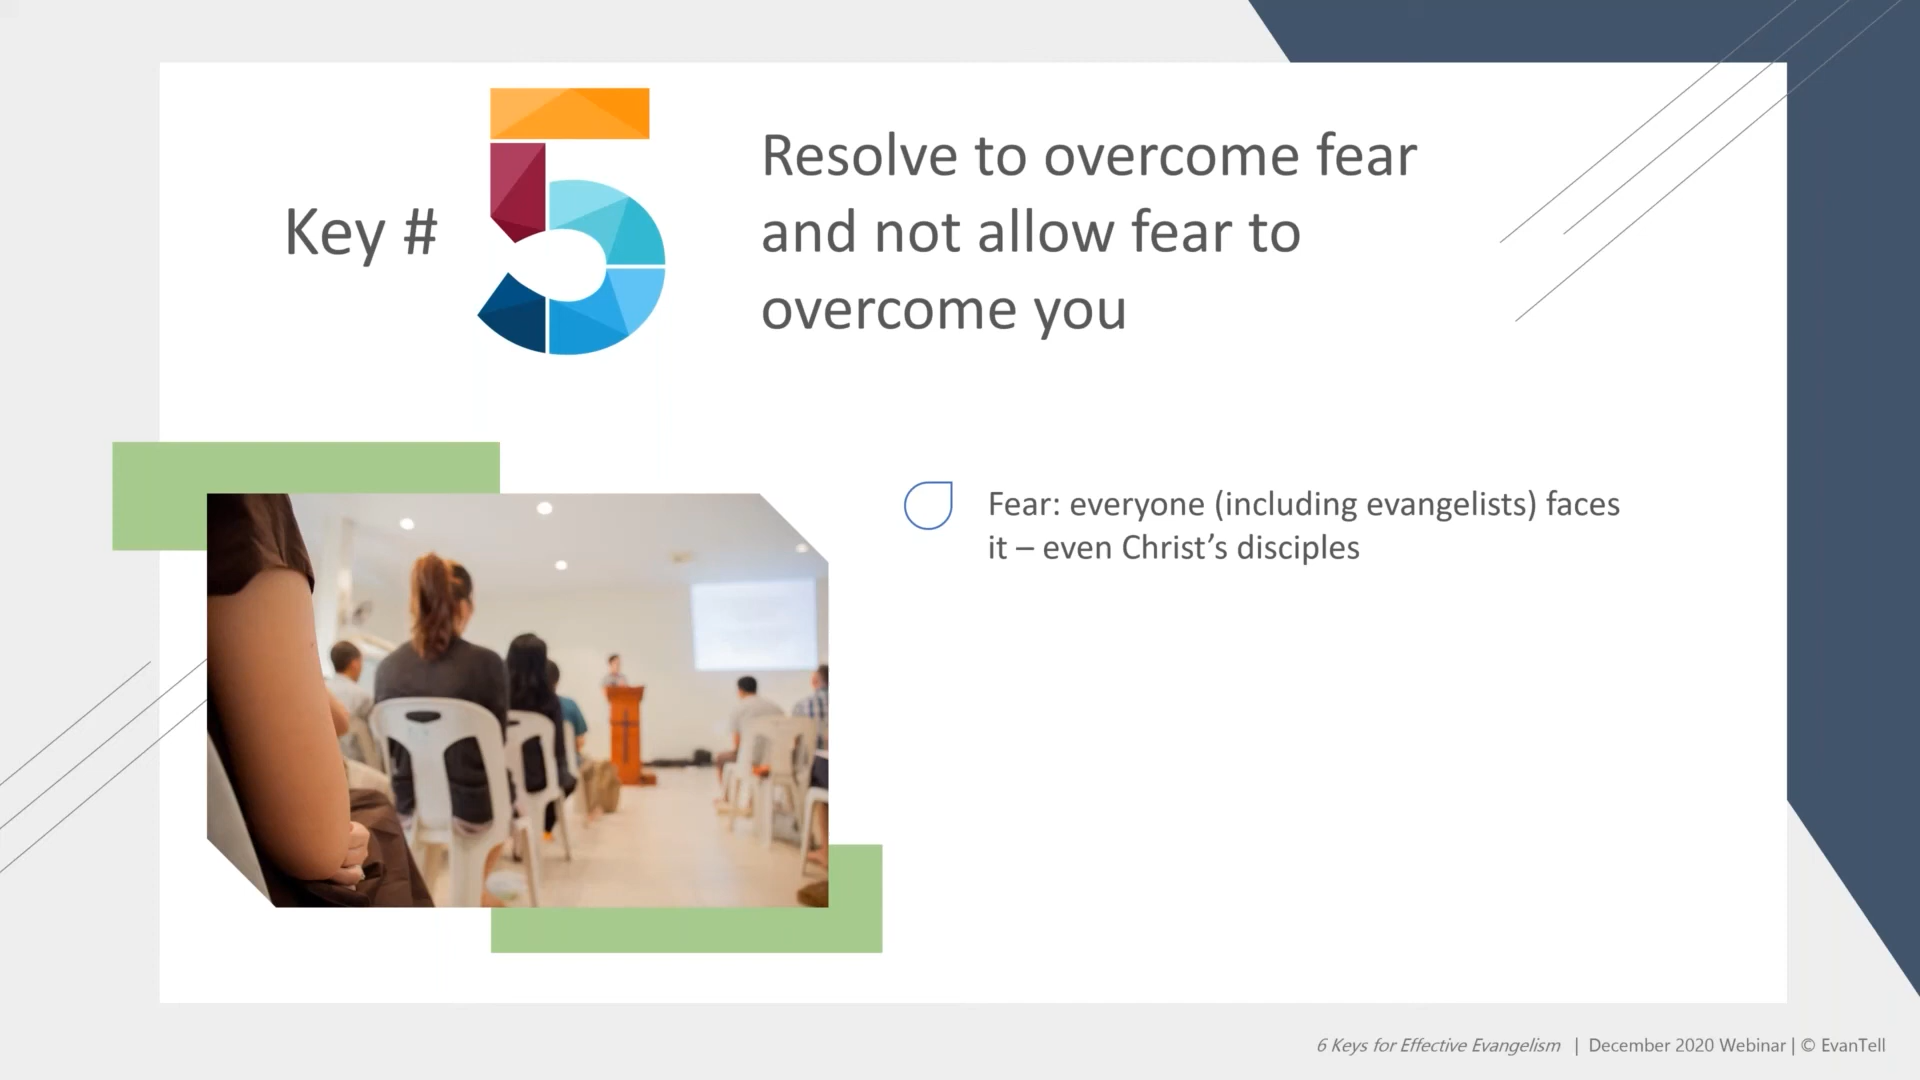 Key # 5
Resolve to overcome fear
and not allow fear to
overcome you
Fear: everyone (including evangelists) faces
it – even Christ’s disciples
6 Keys for Effective Evangelism | December 2020 Webinar | © EvanTell